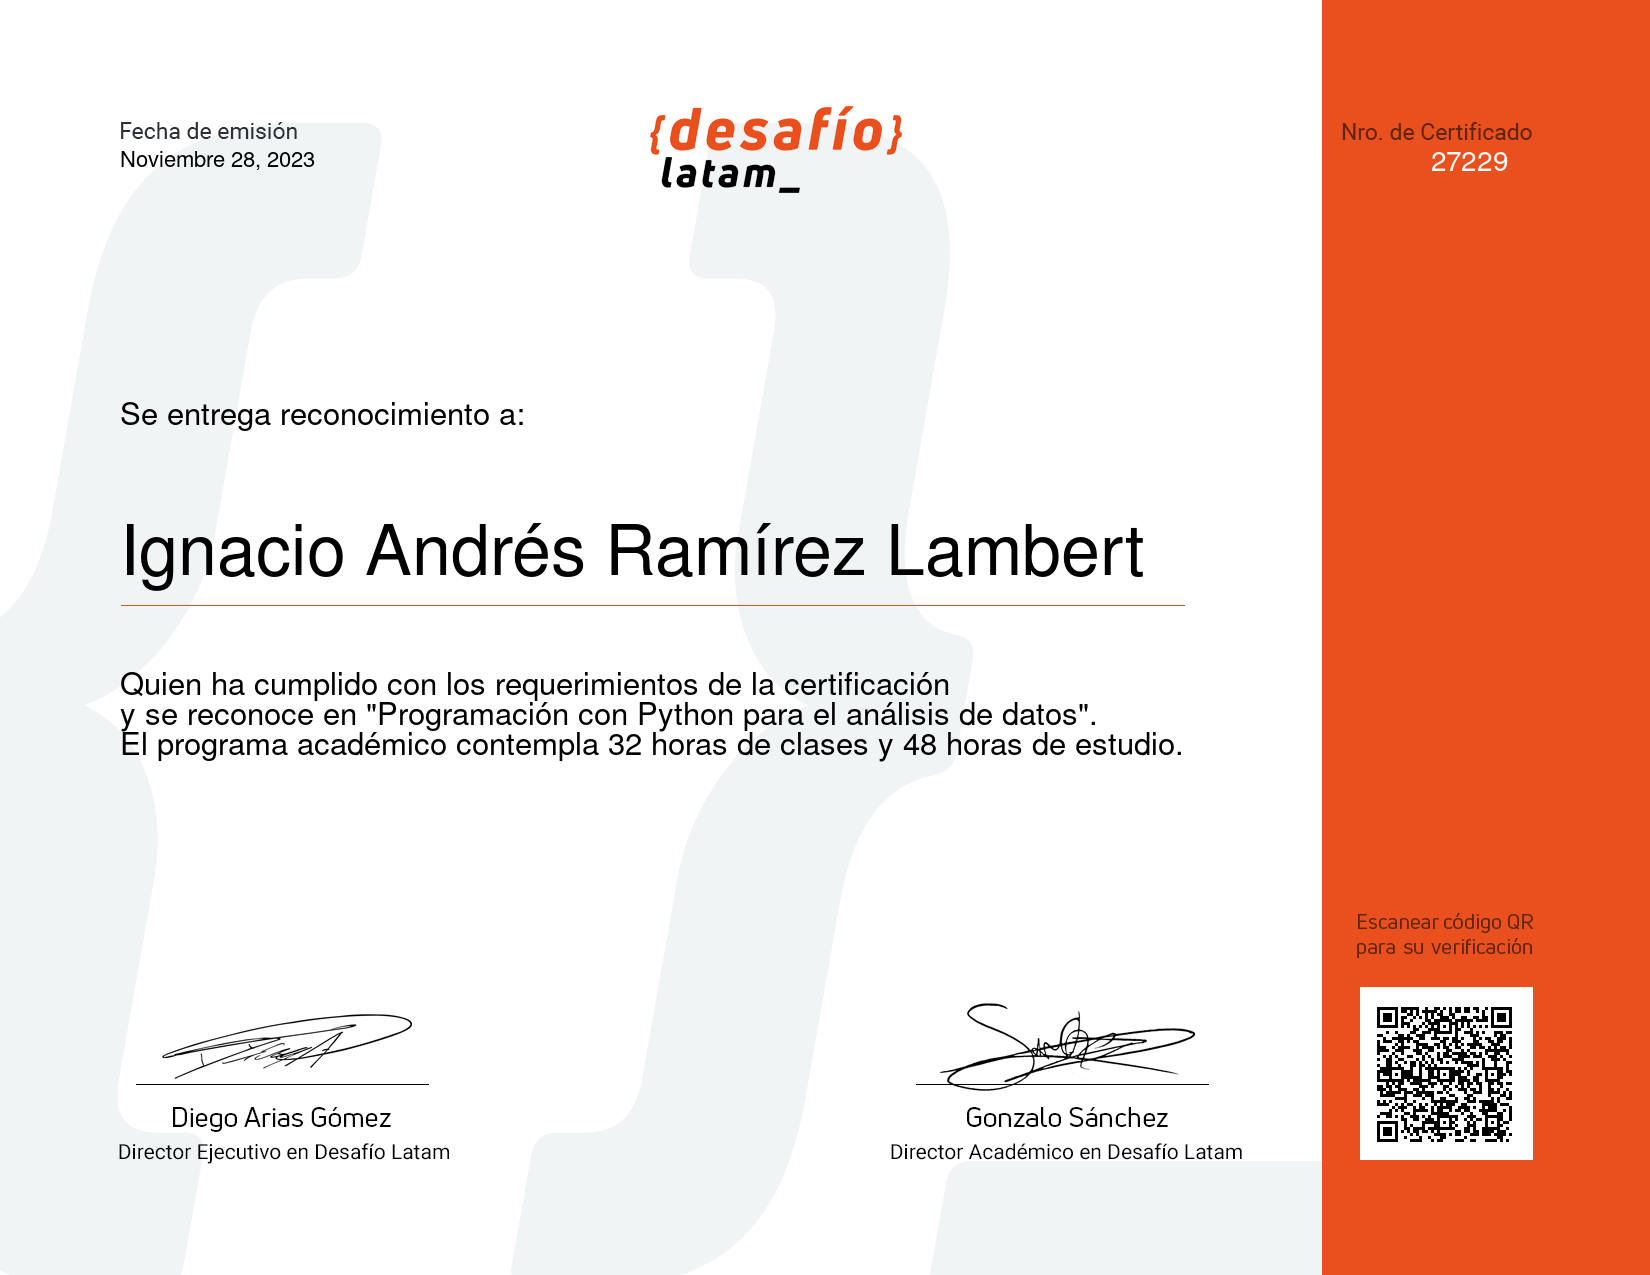 Fecha de emisión
Noviembre 28, 2023
{desafío}
latam_
Nro. de Certificado
27229
Se entrega reconocimiento a:
Ignacio Andrés Ramírez Lambert
Quien ha cumplido con los requerimientos de la certificación
y se reconoce en "Programación con Python para el análisis de datos".
El programa académico contempla 32 horas de clases y 48 horas de estudio.
Escanear código QR
para su verificación
Diego Arias Gómez
Director Ejecutivo en Desafío Latam
Gonzalo Sánchez
Director Académico en Desafío Latam